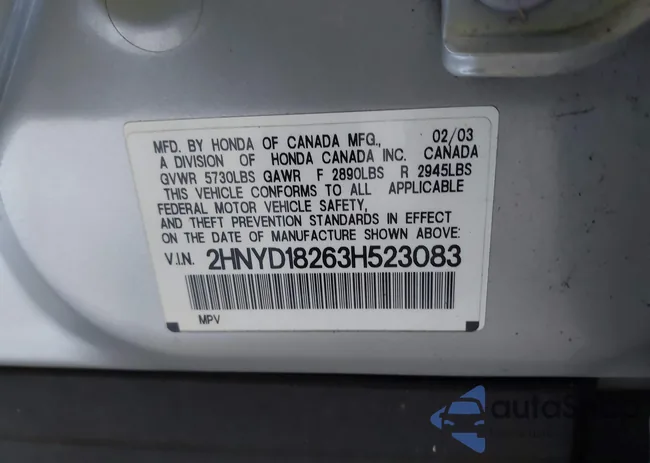 MFD. BY HONDA OF CANADA MFG., 02/03
A DIVISION OF HONDA CANADA INC. CANADA
GVWR 5730LBS GAWR F 2890LBS R 2945LBS
THIS VEHICLE CONFORMS TO ALL APPLICABLE
FEDERAL MOTOR VEHICLE SAFETY,
AND THEFT PREVENTION STANDARDS IN EFFECT
ON THE DATE OF MANUFACTURE SHOWN ABOVE:
V.I.N. 2HNYD18263H523083
MPV